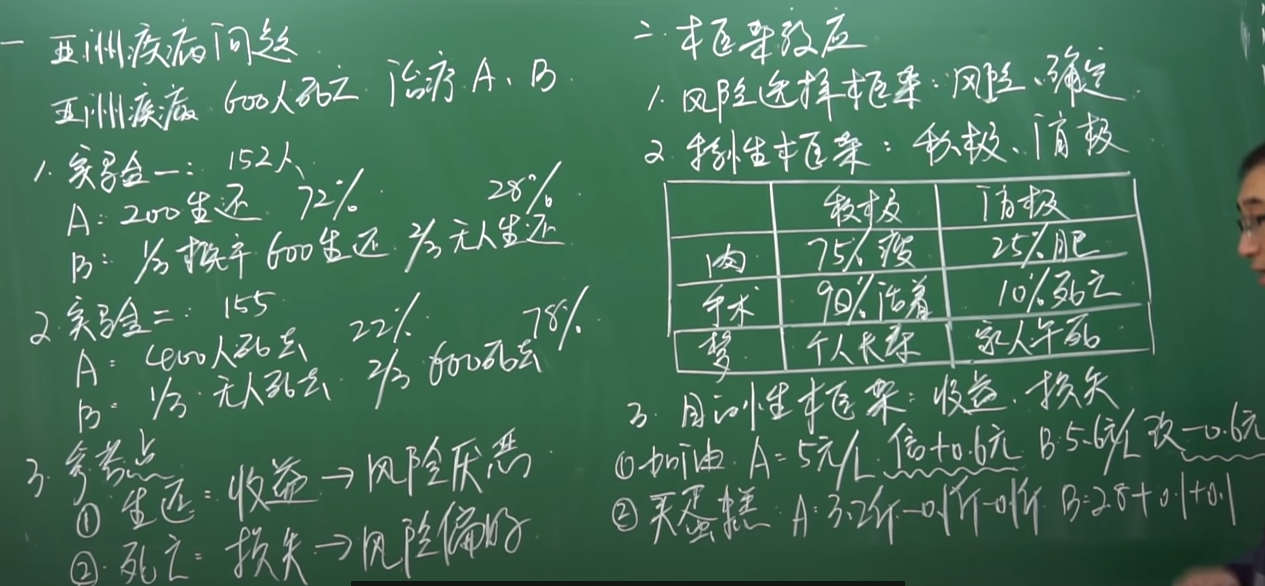 一 亚洲疾病问题
亚洲疾病 600人死亡 治疗 A、B
1. 实验一: 152人
A: 200生还 72%
28%
B: 1/3概率600生还 2/3无人生还
2. 实验二: 155
22% 78%
A: 400人死去
B: 1/3无人死去 2/3 600死去
3. 参考点
① 生还: 收益→风险厌恶
② 死亡: 损失→风险偏好
二. 框架效应
1. 风险选择框架: 风险、确定
2. 特征性框架: 积极、消极
积极 消极
肉 75%瘦 25%肥
手术 90%活着 10%死亡
梦 个人长寿 家人早死
3. 目的性框架: 收益、损失
① 加油 A=5元/L 信+0.6元 B:5.6元/L 现-0.6元
② 买蛋糕 A:3.2斤-0.1斤-0.1斤 B=2.8+0.1+0.1